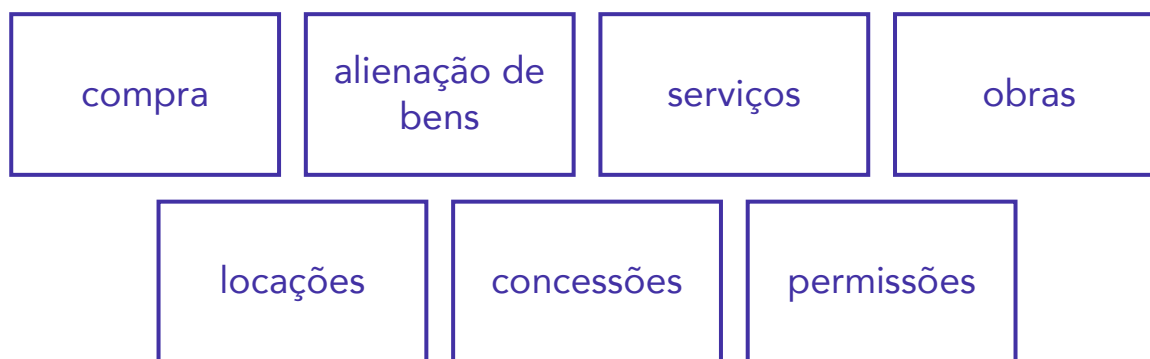 compra
alienação de
bens
serviços
obras
locações
concessões
permissões